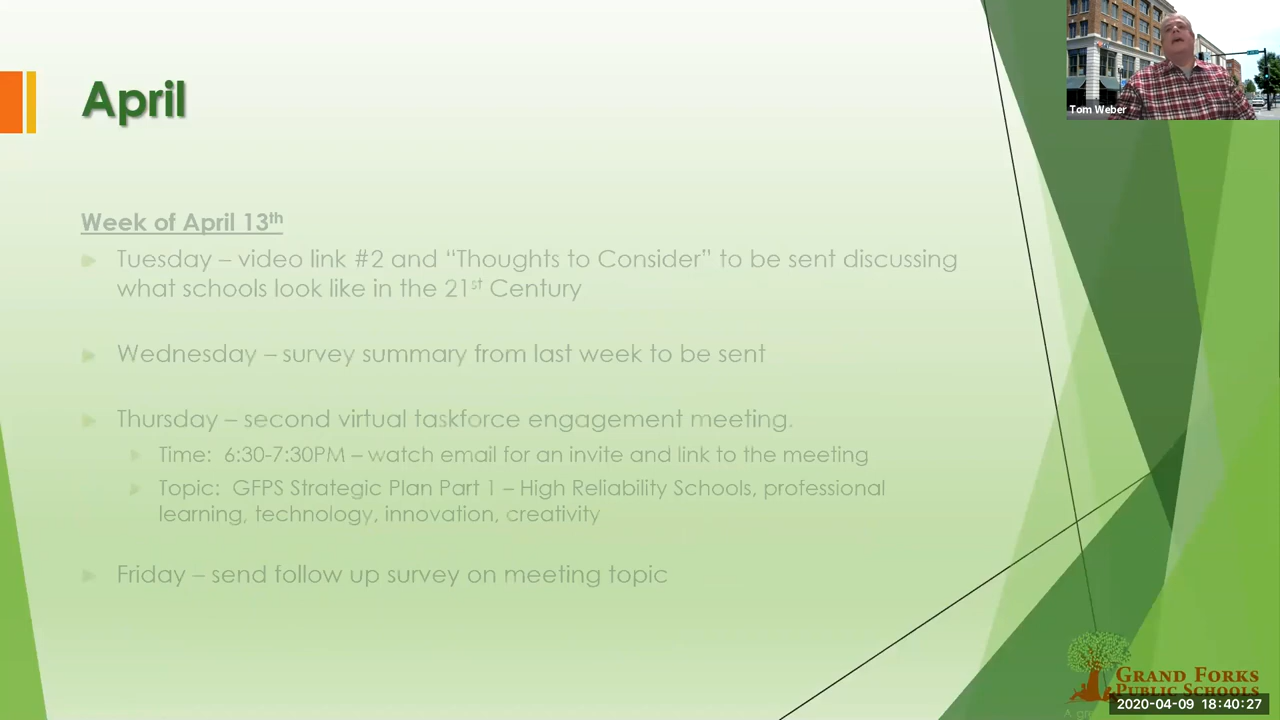 April
Tom Weber
Week of April 13th
Tuesday – video link #2 and “Thoughts to Consider” to be sent discussing
what schools look like in the 21st Century
Wednesday – survey summary from last week to be sent
Thursday – second virtual taskforce engagement meeting.
Time: 6:30-7:30PM – watch email for an invite and link to the meeting
Topic: GFPS Strategic Plan Part 1 – High Reliability Schools, professional
learning, technology, innovation, creativity
Friday – send follow up survey on meeting topic
GRAND FORKS
PUBLIC SCHOOLS
2020-04-09 18:40:27